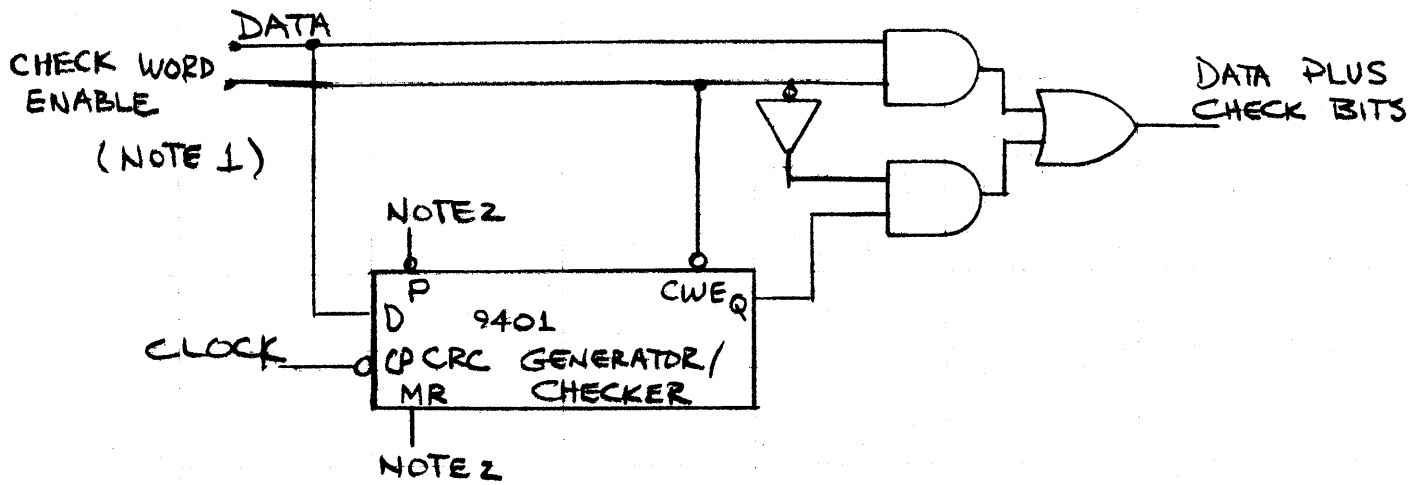 DATA
CHECK WORD
ENABLE
(NOTE 1)
DATA PLUS
CHECK BITS
NOTE 2
P
CWE
Q
D
9401
CLOCK
CP CRC GENERATOR/
MR CHECKER
NOTE 2